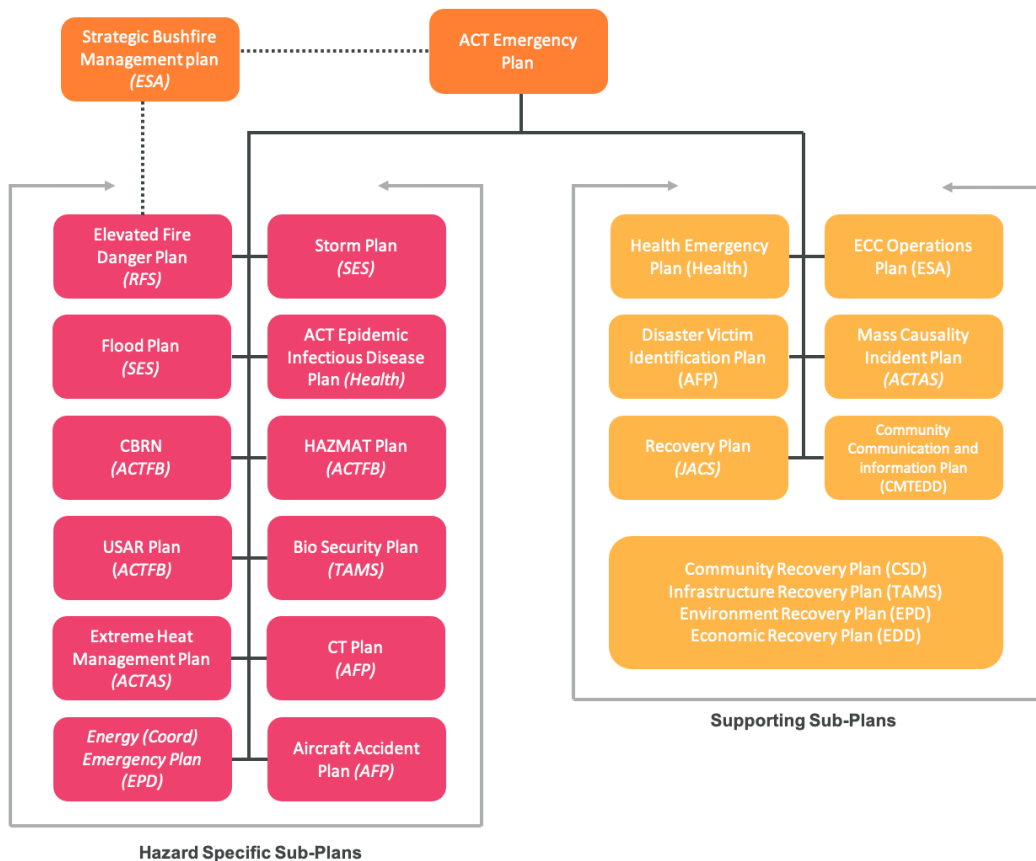 Strategic Bushfire
Management plan
(ESA)
ACT Emergency
Plan
Elevated Fire
Danger Plan
(RFS)
Storm Plan
(SES)
Flood Plan
(SES)
ACT Epidemic
Infectious Disease
Plan (Health)
CBRN
(ACTFB)
HAZMAT Plan
(ACTFB)
USAR Plan
(ACTFB)
Bio Security Plan
(TAMS)
Extreme Heat
Management Plan
(ACTAS)
CT Plan
(AFP)
Energy (Coord)
Emergency Plan
(EPD)
Aircraft Accident
Plan (AFP)
Hazard Specific Sub-Plans
Health Emergency
Plan (Health)
ECC Operations
Plan (ESA)
Disaster Victim
Identification Plan
(AFP)
Mass Causality
Incident Plan
(ACTAS)
Recovery Plan
(JACS)
Community
Communication and
information Plan
(CMTEDD)
Community Recovery Plan (CSD)
Infrastructure Recovery Plan (TAMS)
Environment Recovery Plan (EPD)
Economic Recovery Plan (EDD)
Supporting Sub-Plans